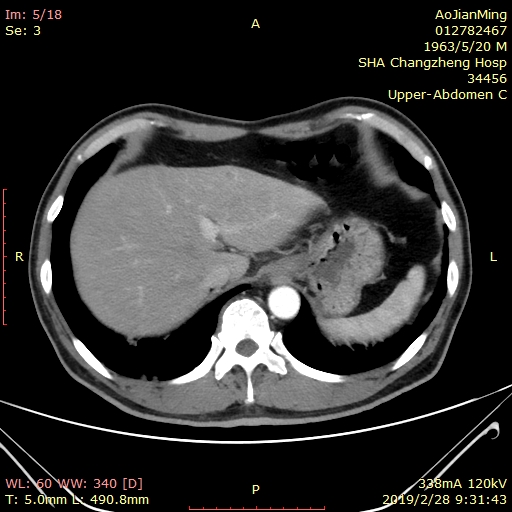 Im: 5/18
Se: 3
A
AoJianMing
012782467
1963/5/20 M
SHA Changzheng Hosp
34456
Upper-Abdomen C
R
L
WL: 60 WW: 340 [D]
T: 5.0mm L: 490.8mm
P
338mA 120kV
2019/2/28 9:31:43